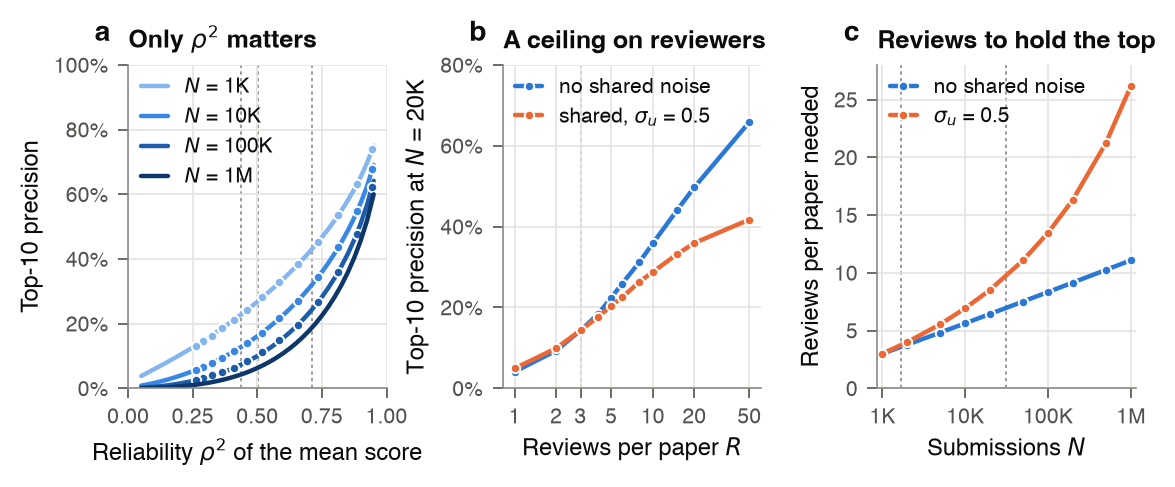 a Only ρ² matters
100%
80%
60%
40%
20%
0%
Top-10 precision
N = 1K
N = 10K
N = 100K
N = 1M
0.00 0.25 0.50 0.75 1.00
Reliability ρ² of the mean score
b A ceiling on reviewers
80%
60%
40%
20%
0%
Top-10 precision at N = 20K
no shared noise
shared, σᵤ = 0.5
1 2 3 5 10 20 50
Reviews per paper R
c Reviews to hold the top
25
20
15
10
5
0
Reviews per paper needed
no shared noise
σᵤ = 0.5
1K 10K 100K 1M
Submissions N